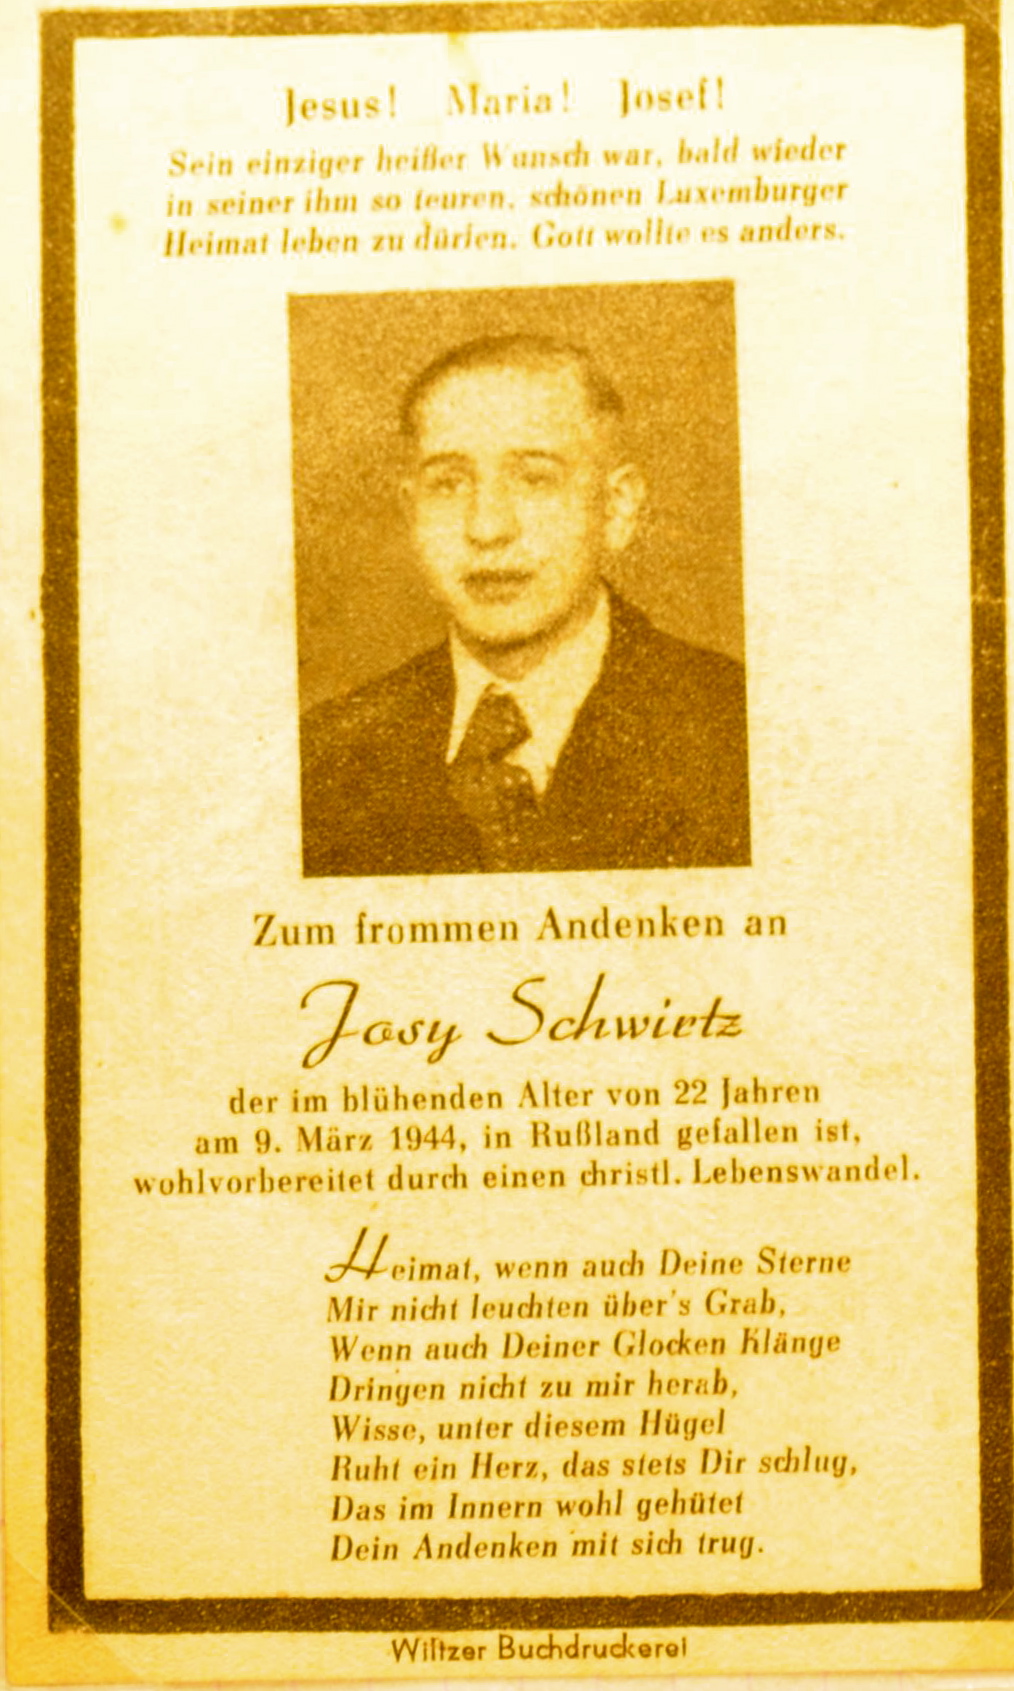 Jesus! Maria! Josef!
Sein einziger heißer Wunsch war, bald wieder
in seiner ihm so teuren, schönen Luxemburger
Heimat leben zu dürfen. Gott wollte es anders.
Zum frommen Andenken an
Josy Schwirtz
der im blühenden Alter von 22 Jahren
am 9. März 1944, in Rußland gefallen ist,
wohlvorbereitet durch einen christl. Lebenswandel.
Heimat, wenn auch Deine Sterne
Mir nicht leuchten über's Grab,
Wenn auch Deiner Glocken Klänge
Dringen nicht zu mir herab,
Wisse, unter diesem Hügel
Ruht ein Herz, das stets Dir schlug,
Das im Innern wohl gehütet
Dein Andenken mit sich trug.
Wiltzer Buchdruckerei